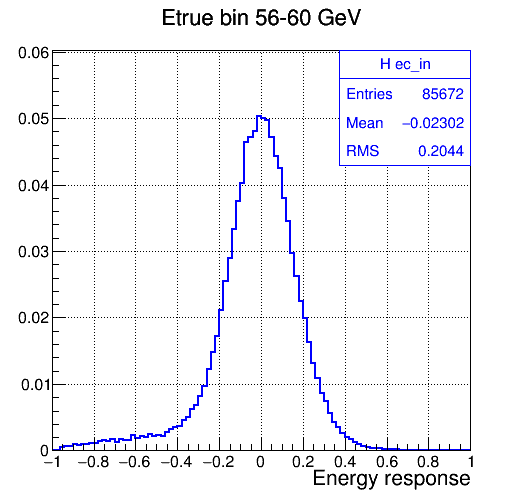 Etrue bin 56-60 GeV
H ec_in
Entries 85672
Mean −0.02302
RMS 0.2044
0.06
0.05
0.04
0.03
0.02
0.01
0
−1 −0.8 −0.6 −0.4 −0.2 0 0.2 0.4 0.6 0.8 1
Energy response